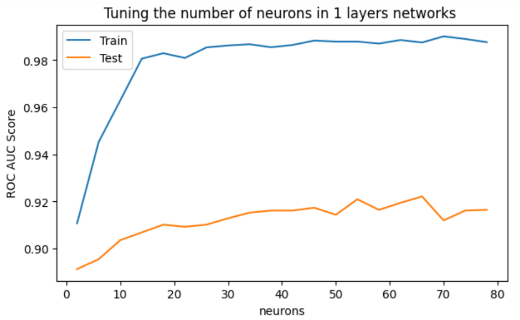 Tuning the number of neurons in 1 layers networks
Train
Test
ROC AUC Score
0.98
0.96
0.94
0.92
0.90
0 10 20 30 40 50 60 70 80
neurons